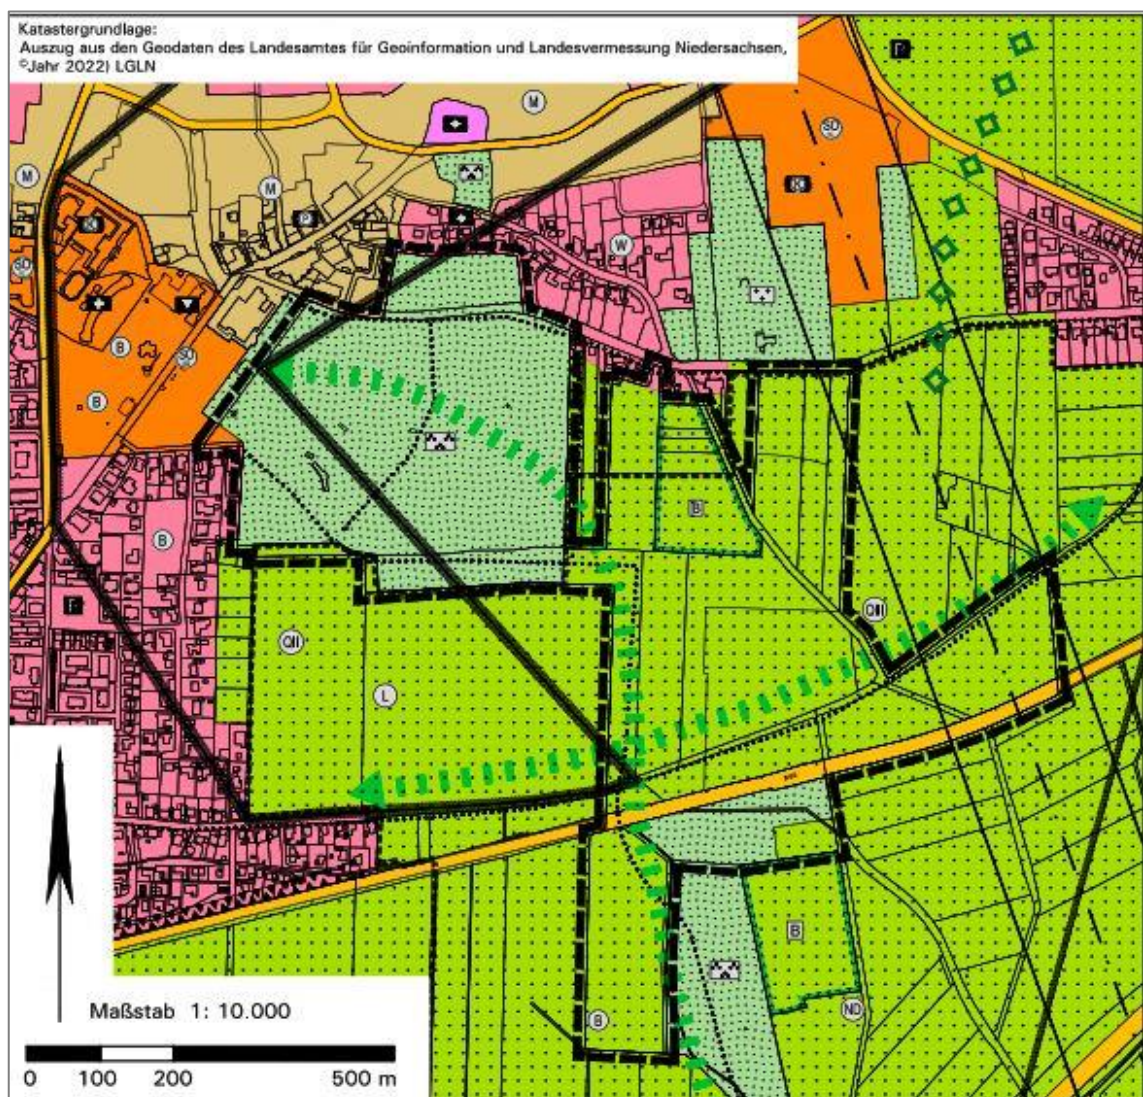 Katastergrundlage:
Auszug aus den Geodaten des Landesamtes für Geoinformation und Landesvermessung Niedersachsen,
©Jahr 2022) LGLN
P
M
SO
M
M
K
P
K
W
SO
B
SO
B
B
B
P
QII
QIII
L
B
B
ND
Maßstab 1: 10.000
0 100 200 500 m